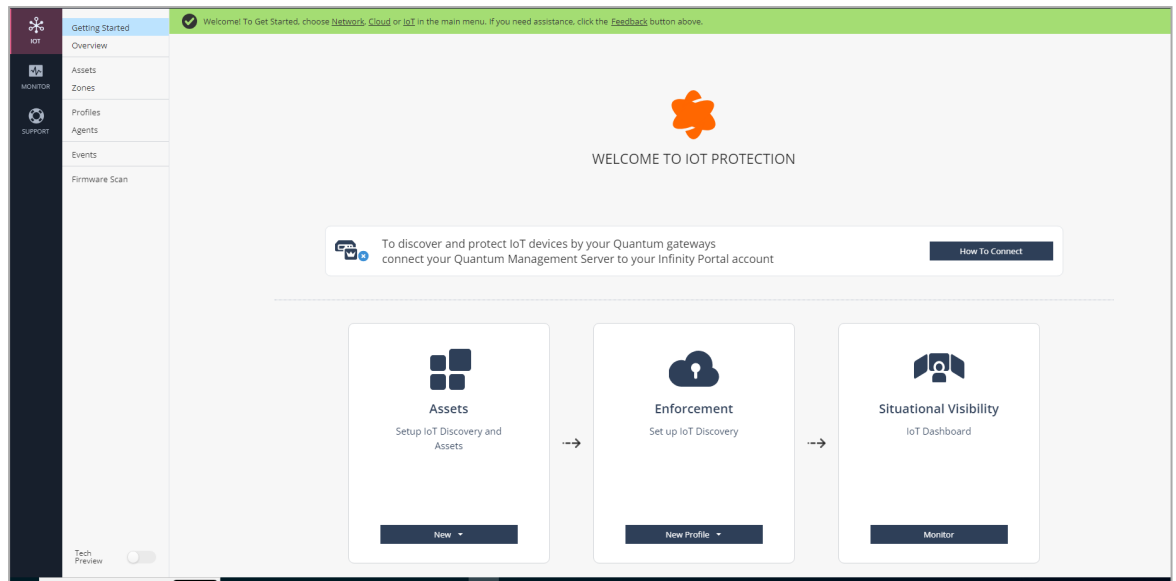 Welcome! To Get Started, choose Network, Cloud or IoT in the main menu. If you need assistance, click the Feedback button above.
IOT
MONITOR
SUPPORT
Getting Started
Overview
Assets
Zones
Profiles
Agents
Events
Firmware Scan
Tech
Preview
WELCOME TO IOT PROTECTION
To discover and protect IoT devices by your Quantum gateways
connect your Quantum Management Server to your Infinity Portal account
How To Connect
Assets
Setup IoT Discovery and
Assets
New
Enforcement
Set up IoT Discovery
New Profile
Situational Visibility
IoT Dashboard
Monitor